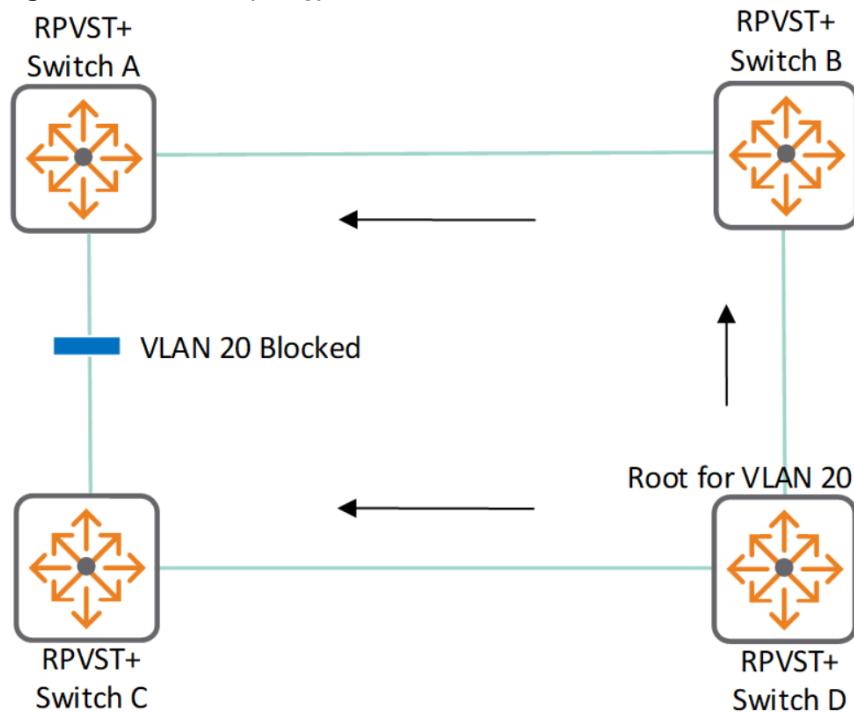 RPVST+
Switch A
RPVST+
Switch B
VLAN 20 Blocked
Root for VLAN 20
RPVST+
Switch C
RPVST+
Switch D